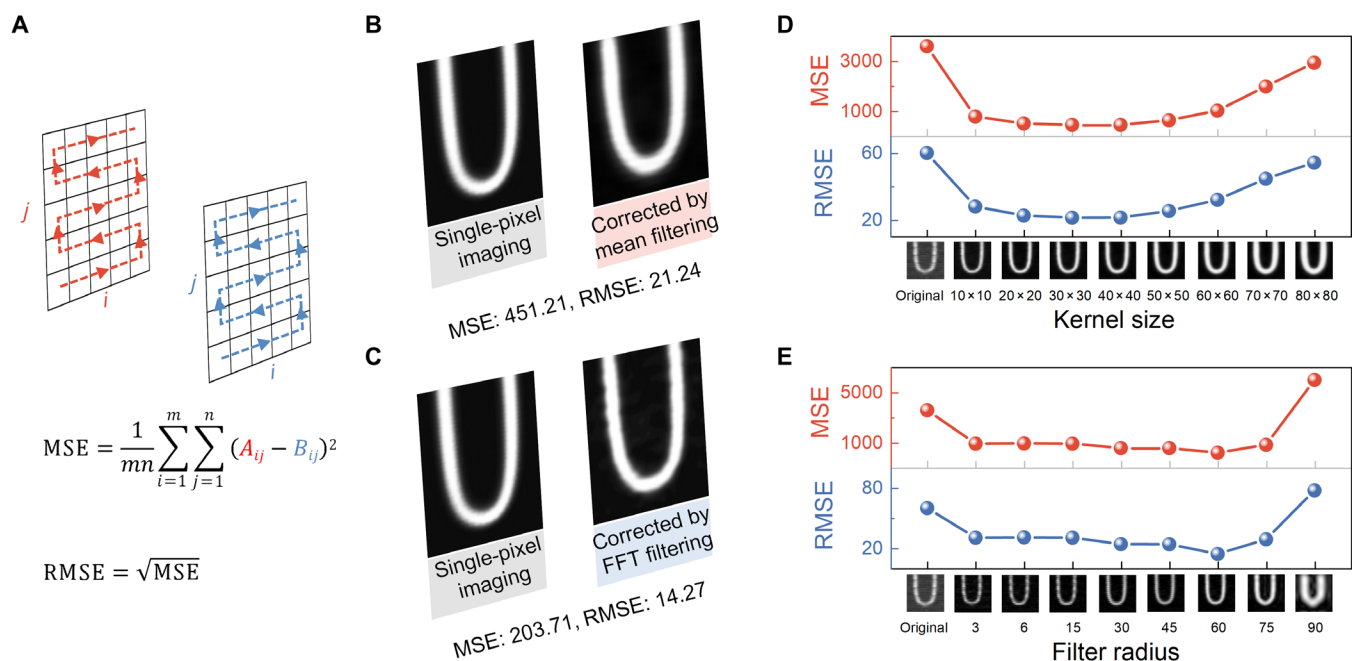 A
j
i
j
i
MSE = 1/mn ∑_{i=1}^{m} ∑_{j=1}^{n} (A_{ij} − B_{ij})²
RMSE = √MSE
B
Single-pixel
imaging
Corrected by
mean filtering
MSE: 451.21, RMSE: 21.24
C
Single-pixel
imaging
Corrected by
FFT filtering
MSE: 203.71, RMSE: 14.27
D
MSE
3000
1000
RMSE
60
20
Original 10×10 20×20 30×30 40×40 50×50 60×60 70×70 80×80
Kernel size
E
MSE
5000
1000
RMSE
80
20
Original 3 6 15 30 45 60 75 90
Filter radius